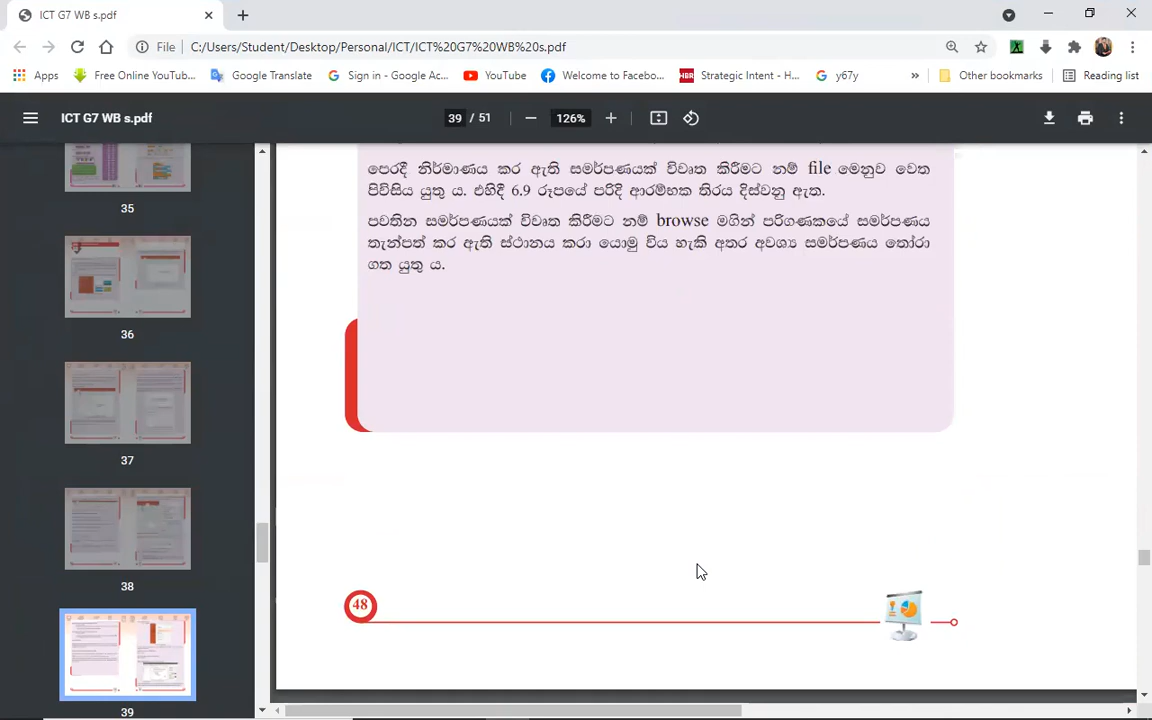 ICT G7 WB s.pdf
File
C:/Users/Student/Desktop/Personal/ICT/ICT%20G7%20WB%20s.pdf
Apps
Free Online YouTub...
Google Translate
Sign in - Google Ac...
YouTube
Welcome to Facebo...
HBR
Strategic Intent - H...
y67y
»
Other bookmarks
Reading list
ICT G7 WB s.pdf
39 / 51
126%
35
36
37
38
39
පෙරදී නිර්මාණය කර ඇති සමර්පණයක් විවෘත කිරීමට නම් file මෙනුව වෙත
පිවිසිය යුතු ය. එහිදී 6.9 රූපයේ පරිදි ආරම්භක තිරය දිස්වනු ඇත.
පවතින සමර්පණයක් විවෘත කිරීමට නම් browse මගින් පරිගණකයේ සමර්පණය
තැන්පත් කර ඇති ස්ථානය කරා යොමු විය හැකි අතර අවශ්‍ය සමර්පණය තෝරා
ගත යුතු ය.
48